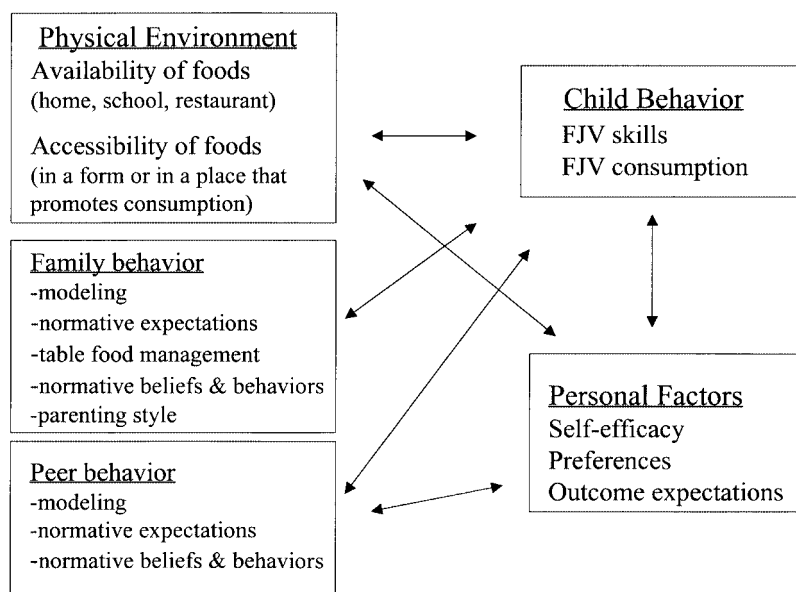 Physical Environment
Availability of foods
(home, school, restaurant)
Accessibility of foods
(in a form or in a place that
promotes consumption)
Family behavior
-modeling
-normative expectations
-table food management
-normative beliefs & behaviors
-parenting style
Peer behavior
-modeling
-normative expectations
-normative beliefs & behaviors
Child Behavior
FJV skills
FJV consumption
Personal Factors
Self-efficacy
Preferences
Outcome expectations